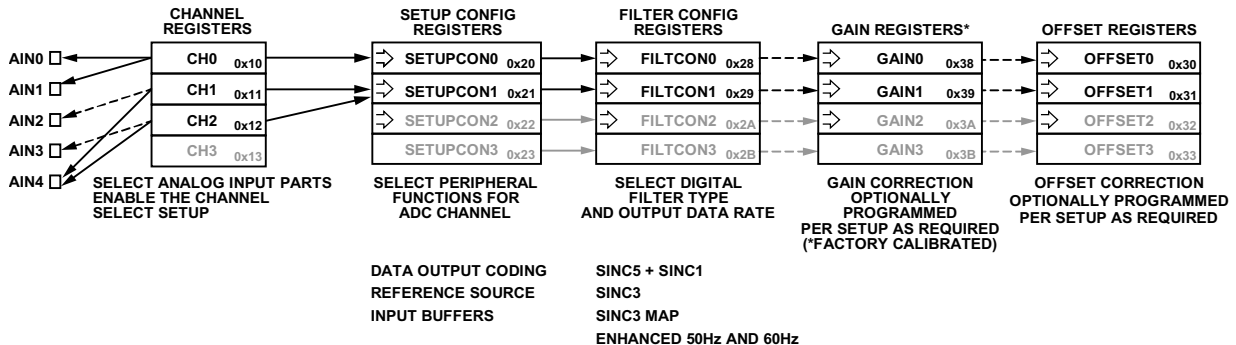 CHANNEL
REGISTERS
SETUP CONFIG
REGISTERS
FILTER CONFIG
REGISTERS
GAIN REGISTERS*
OFFSET REGISTERS
AIN0
AIN1
AIN2
AIN3
AIN4
CH0 0x10
CH1 0x11
CH2 0x12
CH3 0x13
SETUPCON0 0x20
SETUPCON1 0x21
SETUPCON2 0x22
SETUPCON3 0x23
FILTCON0 0x28
FILTCON1 0x29
FILTCON2 0x2A
FILTCON3 0x2B
GAIN0 0x38
GAIN1 0x39
GAIN2 0x3A
GAIN3 0x3B
OFFSET0 0x30
OFFSET1 0x31
OFFSET2 0x32
OFFSET3 0x33
SELECT ANALOG INPUT PARTS
ENABLE THE CHANNEL
SELECT SETUP
SELECT PERIPHERAL
FUNCTIONS FOR
ADC CHANNEL
SELECT DIGITAL
FILTER TYPE
AND OUTPUT DATA RATE
GAIN CORRECTION
OPTIONALLY
PROGRAMMED
PER SETUP AS REQUIRED
(*FACTORY CALIBRATED)
OFFSET CORRECTION
OPTIONALLY PROGRAMMED
PER SETUP AS REQUIRED
DATA OUTPUT CODING
REFERENCE SOURCE
INPUT BUFFERS
SINC5 + SINC1
SINC3
SINC3 MAP
ENHANCED 50Hz AND 60Hz